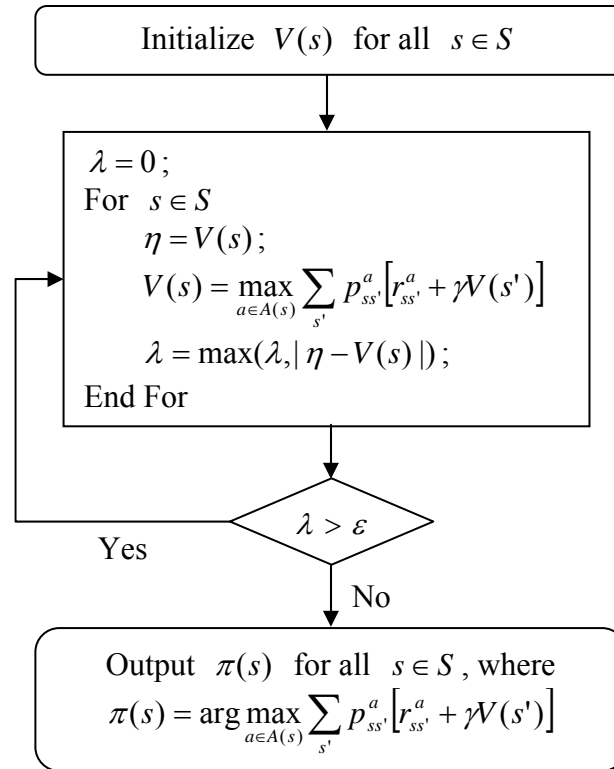 Initialize V(s) for all s ∈ S
λ = 0 ;
For s ∈ S
η = V(s) ;
V(s) = max_{a∈A(s)} ∑_{s'} p^a_{ss'} [r^a_{ss'} + γV(s')]
λ = max(λ, | η − V(s) |) ;
End For
λ > ε
Yes
No
Output π(s) for all s ∈ S , where
π(s) = arg max_{a∈A(s)} ∑_{s'} p^a_{ss'} [r^a_{ss'} + γV(s')]